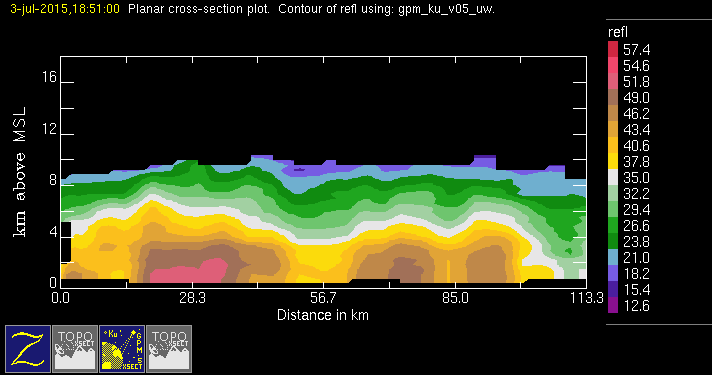 3-jul-2015,18:51:00 Planar cross-section plot. Contour of refl using: gpm_ku_v05_uw.
refl
57.4
54.6
51.8
49.0
46.2
43.4
40.6
37.8
35.0
32.2
29.4
26.6
23.8
21.0
18.2
15.4
12.6
km above MSL
16
12
8
4
0
0.0 28.3 56.7 85.0 113.3
Distance in km
Z
TOPO
XSECT
"Ku"
GPM
XSECT
TOPO
XSECT